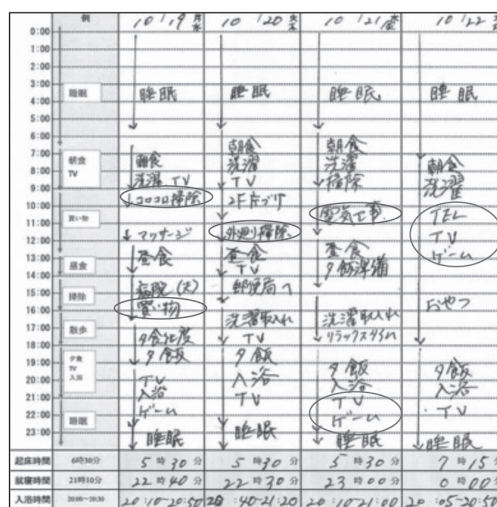 例 10/19 月 10/20 火 10/21 水 10/22
0:00
1:00
2:00
3:00
4:00 睡眠 睡眠 睡眠 睡眠 睡眠
5:00
6:00
7:00 朝食 朝食
8:00 朝食 TV 朝食 洗濯 洗濯 朝食
9:00 洗濯 TV TV 掃除 洗濯
10:00 コロコロ掃除 2F片づけ
11:00 買い物 空気工事 TEL
12:00 マッサージ 外廻り掃除 TV
13:00 昼食 昼食 昼食 昼食 ゲーム
14:00 TV 夕飯準備
15:00 掃除 病院(犬) 郵便局へ
16:00 買い物 おやつ
17:00 散歩 洗濯取入れ 洗濯取入れ
18:00 夕食仕度 TV リラックスタイム
19:00 夕食 TV 入浴 夕飯 夕飯
20:00 入浴 夕飯 夕飯
21:00 TV TV 入浴 入浴
22:00 睡眠 入浴 TV TV
23:00 ゲーム ゲーム
睡眠 睡眠 睡眠 睡眠
起床時間 6時30分 5時30分 5時30分 5時30分 7時15分
就寝時間 21時10分 22時40分 22時30分 23時00分 0時00分
入浴時間 20:00~20:30 20:10-20:50 :40-21:20 20:10-21:00 20:05-20:50